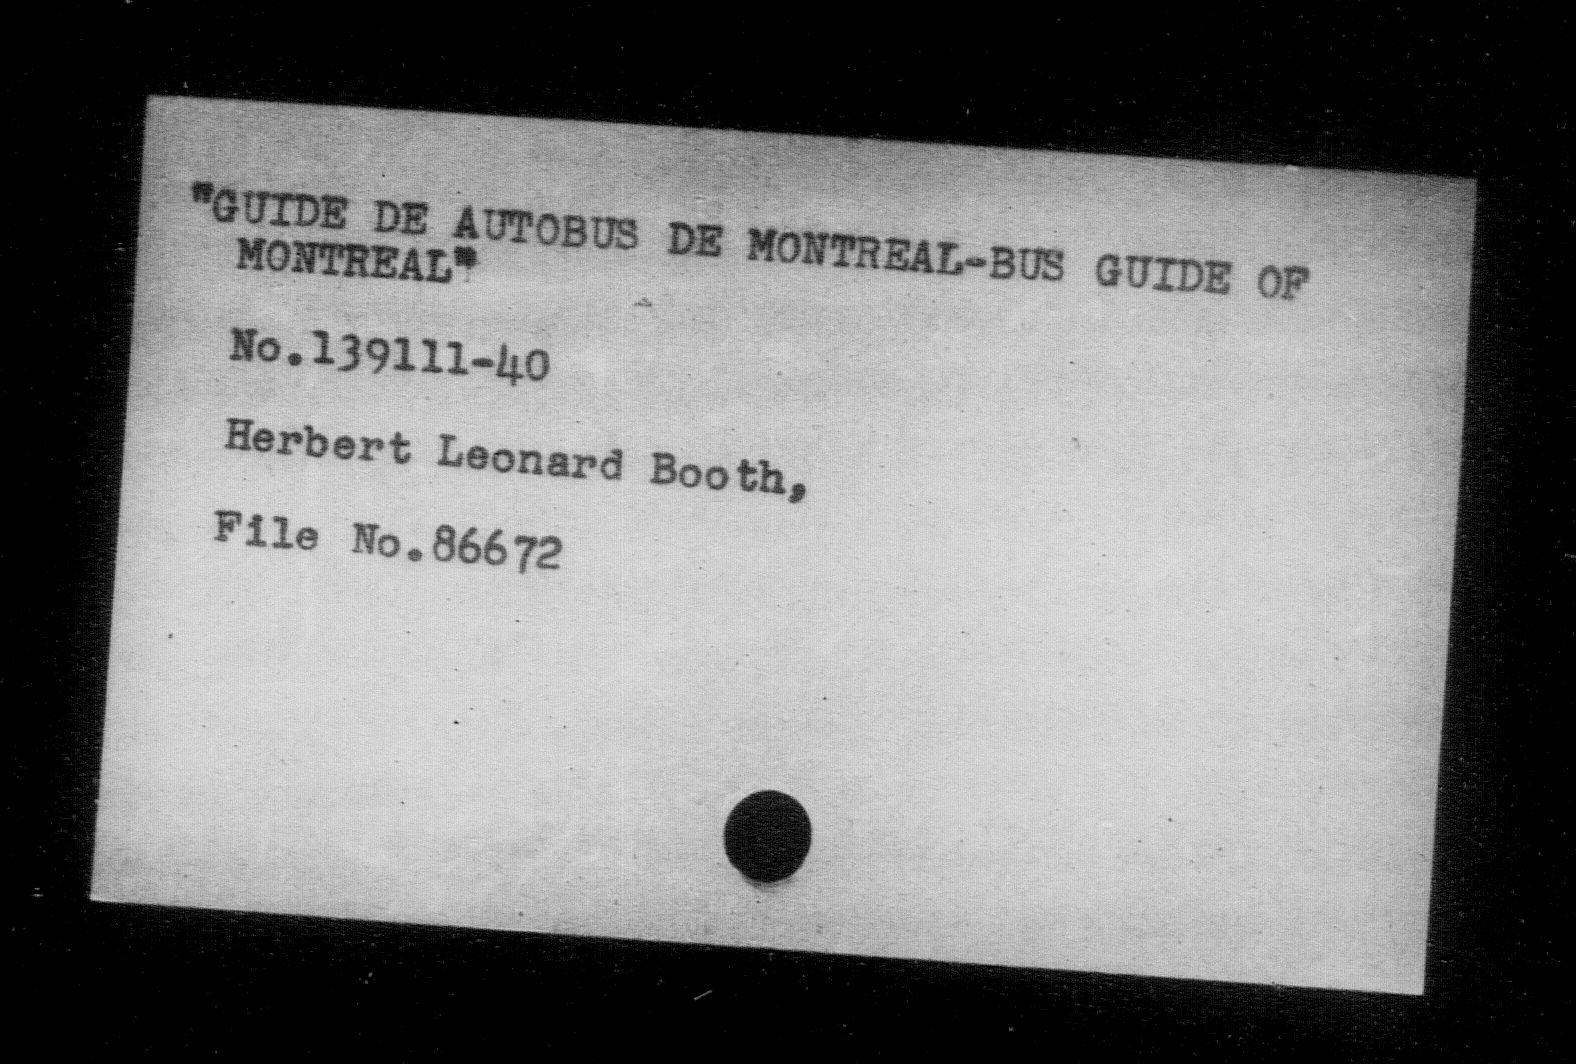 "GUIDE DE AUTOBUS DE MONTREAL-BUS GUIDE OF
MONTREAL"
No.139111-40
Herbert Leonard Booth,
File No.86672